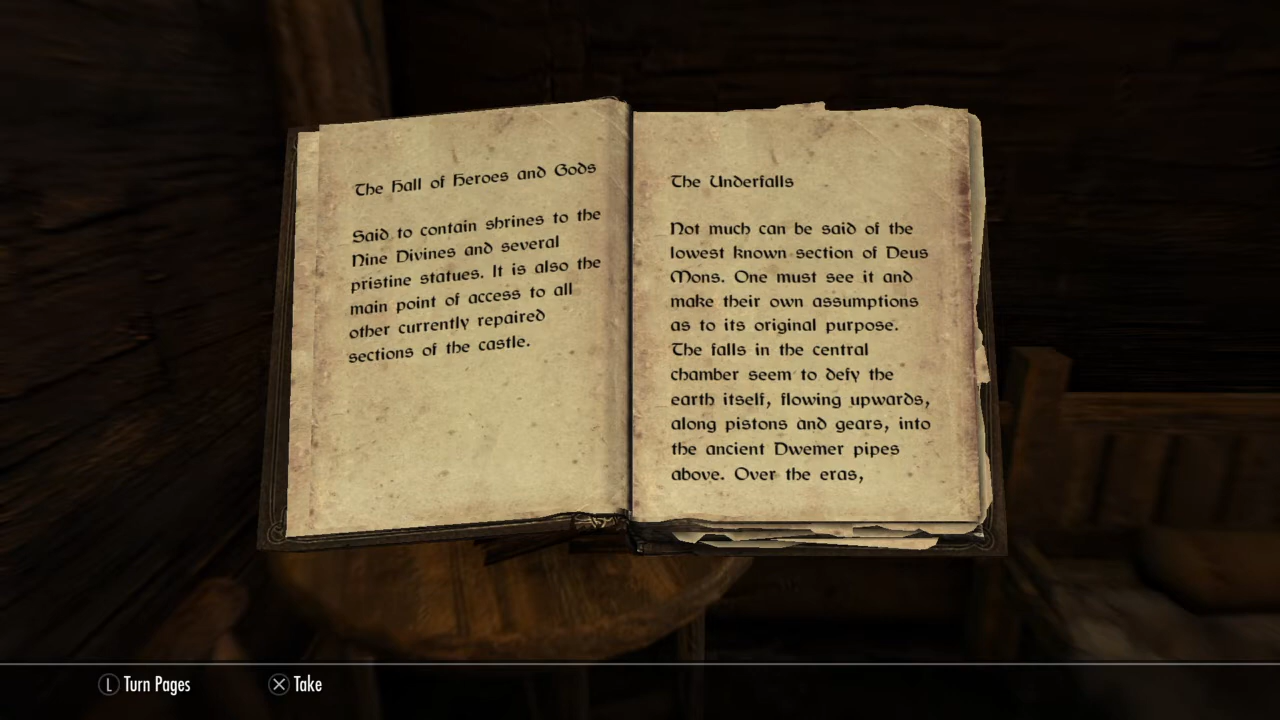 The Hall of Heroes and Gods
Said to contain shrines to the
Nine Divines and several
pristine statues. It is also the
main point of access to all
other currently repaired
sections of the castle.
The Underfalls
Not much can be said of the
lowest known section of Deus
Mons. One must see it and
make their own assumptions
as to its original purpose.
The falls in the central
chamber seem to defy the
earth itself, flowing upwards,
along pistons and gears, into
the ancient Dwemer pipes
above. Over the eras,
L Turn Pages
X Take